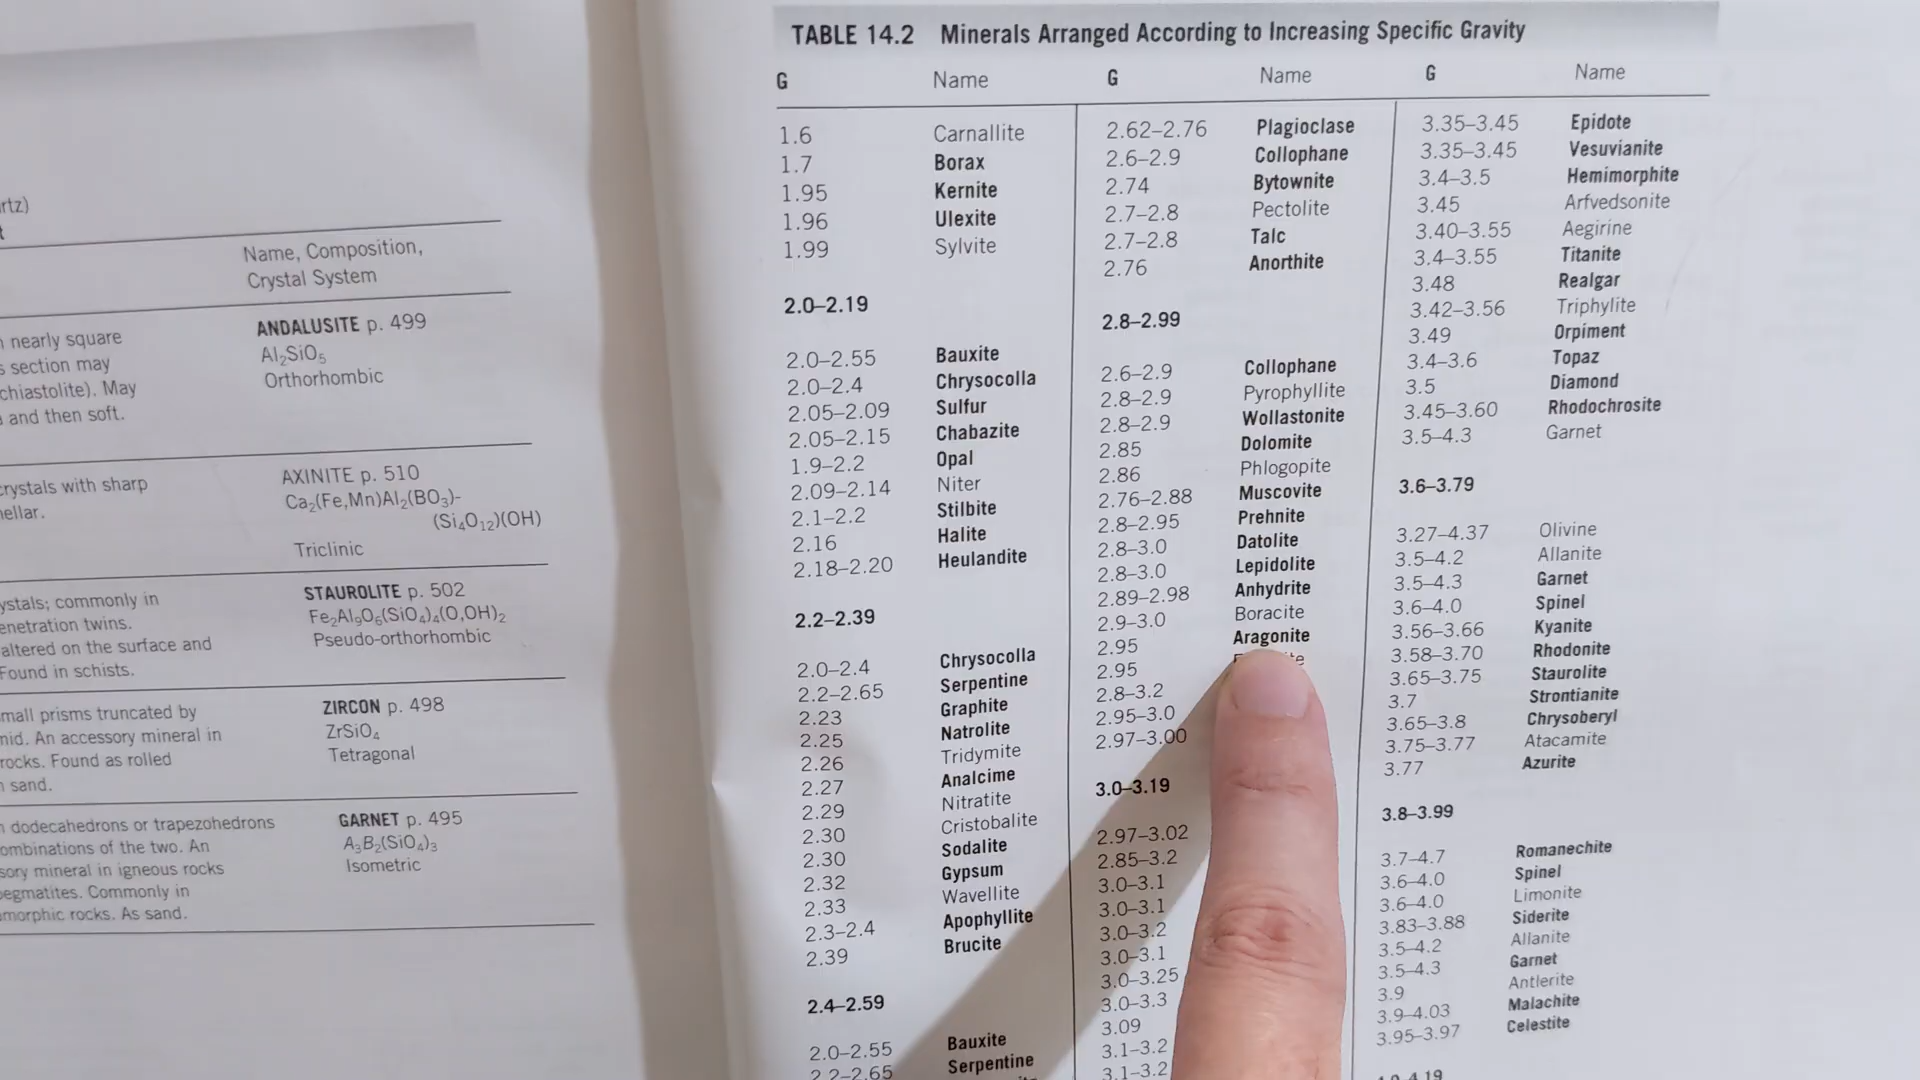 rtz)
t
Name, Composition,
Crystal System
nearly square
section may
chiastolite). May
and then soft.
ANDALUSITE p. 499
Al₂SiO₅
Orthorhombic
crystals with sharp
AXINITE p. 510
Ca₂(Fe,Mn)Al₂(BO₃)-
(Si₄O₁₂)(OH)
Triclinic
ystals; commonly in
enetration twins.
altered on the surface and
Found in schists.
STAUROLITE p. 502
Fe₂Al₉O₆(SiO₄)₄(O,OH)₂
Pseudo-orthorhombic
mall prisms truncated by
mid. An accessory mineral in
rocks. Found as rolled
sand.
ZIRCON p. 498
ZrSiO₄
Tetragonal
dodecahedrons or trapezohedrons
ombinations of the two. An
sory mineral in igneous rocks
egmatites. Commonly in
amorphic rocks. As sand.
GARNET p. 495
A₃B₂(SiO₄)₃
Isometric
TABLE 14.2 Minerals Arranged According to Increasing Specific Gravity
G Name
1.6 Carnallite
1.7 Borax
1.95 Kernite
1.96 Ulexite
1.99 Sylvite
2.0–2.19
2.0–2.55 Bauxite
2.0–2.4 Chrysocolla
2.05–2.09 Sulfur
2.05–2.15 Chabazite
1.9–2.2 Opal
2.09–2.14 Niter
2.1–2.2 Stilbite
2.16 Halite
2.18–2.20 Heulandite
2.2–2.39
2.0–2.4 Chrysocolla
2.2–2.65 Serpentine
2.23 Graphite
2.25 Natrolite
2.26 Tridymite
2.27 Analcime
2.29 Nitratite
2.30 Cristobalite
2.30 Sodalite
2.32 Gypsum
2.33 Wavellite
2.3–2.4 Apophyllite
2.39 Brucite
2.4–2.59
2.0–2.55 Bauxite
2.2–2.65 Serpentine
G Name
2.62–2.76 Plagioclase
2.6–2.9 Collophane
2.74 Bytownite
2.7–2.8 Pectolite
2.7–2.8 Talc
2.76 Anorthite
2.8–2.99
2.6–2.9 Collophane
2.8–2.9 Pyrophyllite
2.8–2.9 Wollastonite
2.85 Dolomite
2.86 Phlogopite
2.76–2.88 Muscovite
2.8–2.95 Prehnite
2.8–3.0 Datolite
2.8–3.0 Lepidolite
2.89–2.98 Anhydrite
2.9–3.0 Boracite
2.95 Aragonite
2.95
2.8–3.2
2.95–3.0
2.97–3.00
3.0–3.19
2.97–3.02
2.85–3.2
3.0–3.1
3.0–3.1
3.0–3.2
3.0–3.1
3.0–3.25
3.0–3.3
3.09
3.1–3.2
3.1–3.2
G Name
3.35–3.45 Epidote
3.35–3.45 Vesuvianite
3.4–3.5 Hemimorphite
3.45 Arfvedsonite
3.40–3.55 Aegirine
3.4–3.55 Titanite
3.48 Realgar
3.42–3.56 Triphylite
3.49 Orpiment
3.4–3.6 Topaz
3.5 Diamond
3.45–3.60 Rhodochrosite
3.5–4.3 Garnet
3.6–3.79
3.27–4.37 Olivine
3.5–4.2 Allanite
3.5–4.3 Garnet
3.6–4.0 Spinel
3.56–3.66 Kyanite
3.58–3.70 Rhodonite
3.65–3.75 Staurolite
3.7 Strontianite
3.65–3.8 Chrysoberyl
3.75–3.77 Atacamite
3.77 Azurite
3.8–3.99
3.7–4.7 Romanechite
3.6–4.0 Spinel
3.6–4.0 Limonite
3.83–3.88 Siderite
3.5–4.2 Allanite
3.5–4.3 Garnet
3.9 Antlerite
3.9–4.03 Malachite
3.95–3.97 Celestite